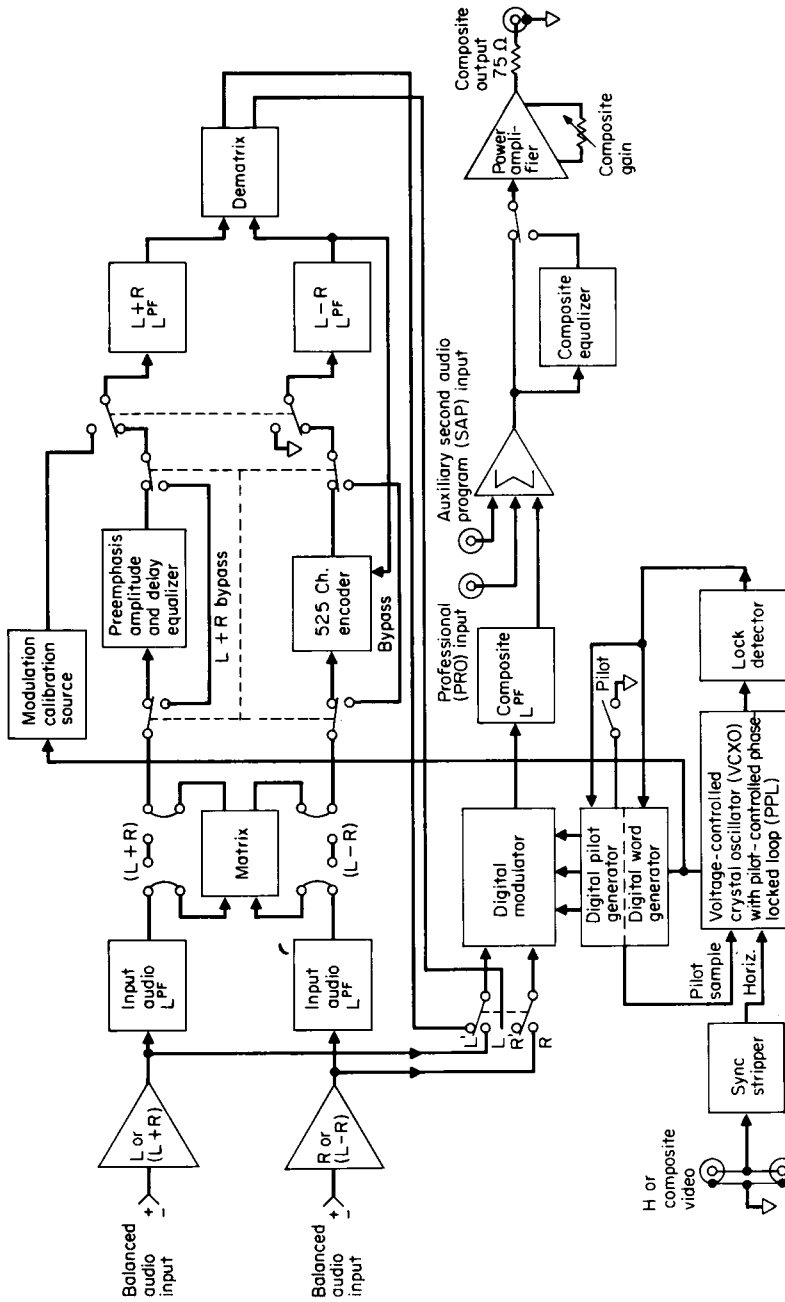 Balanced
audio
input
+
-
L or
(L+R)
Input
audio
LPF
(L+R)
Matrix
(L-R)
Balanced
audio
input
+
-
R or
(L-R)
Input
audio
LPF
Modulation
calibration
source
Preemphasis
amplitude
and delay
equalizer
L+R bypass
525 Ch.
encoder
Bypass
L+R
LPF
L-R
LPF
Dematrix
L'
L
R'
R
Digital
modulator
Composite
LPF
Professional
(PRO) input
Auxiliary second audio
program (SAP) input
Σ
Composite
equalizer
Power
ampli-
fier
Composite
gain
Composite
output
75 Ω
Digital pilot
generator
Digital word
generator
Pilot
H or
composite
video
Sync
stripper
Pilot
sample
Horiz.
Voltage-controlled
crystal oscillator (VCXO)
with pilot-controlled phase
locked loop (PPL)
Lock
detector